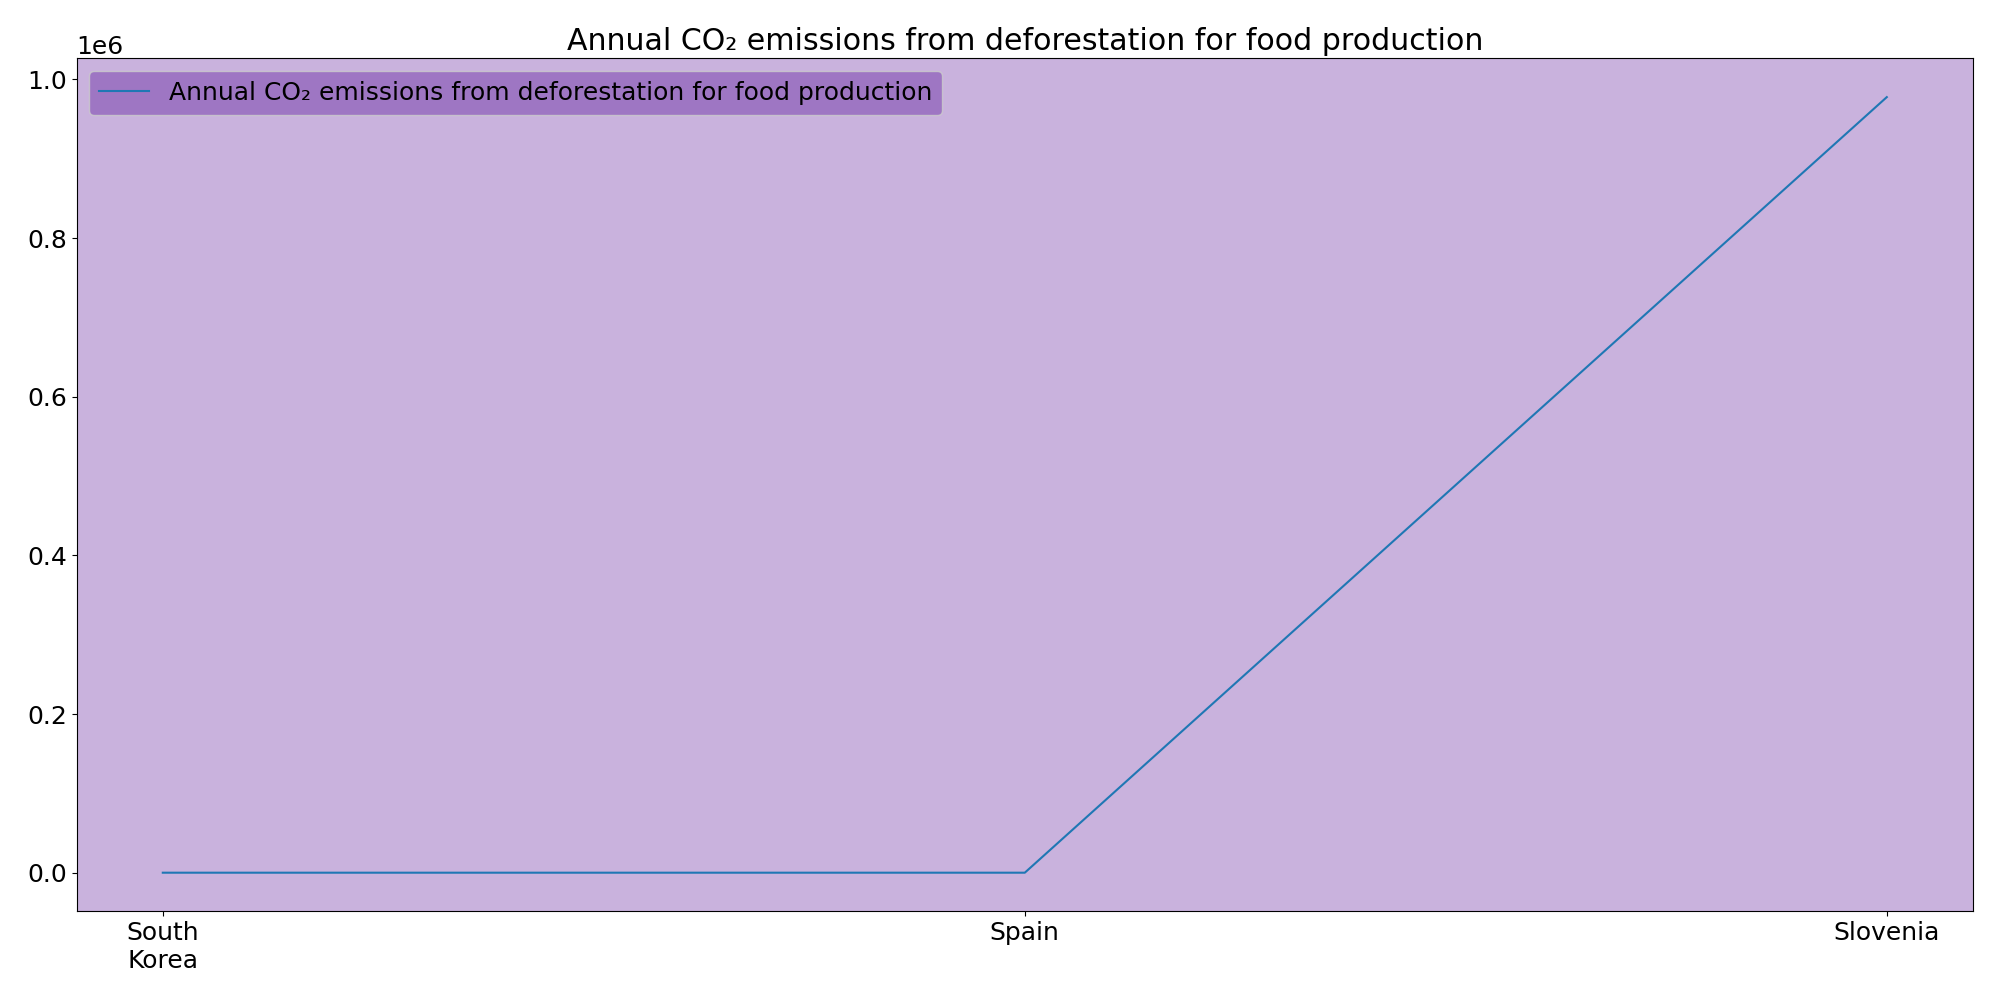 Annual CO₂ emissions from deforestation for food production
1e6
1.0
Annual CO₂ emissions from deforestation for food production
0.8
0.6
0.4
0.2
0.0
South
Korea
Spain
Slovenia